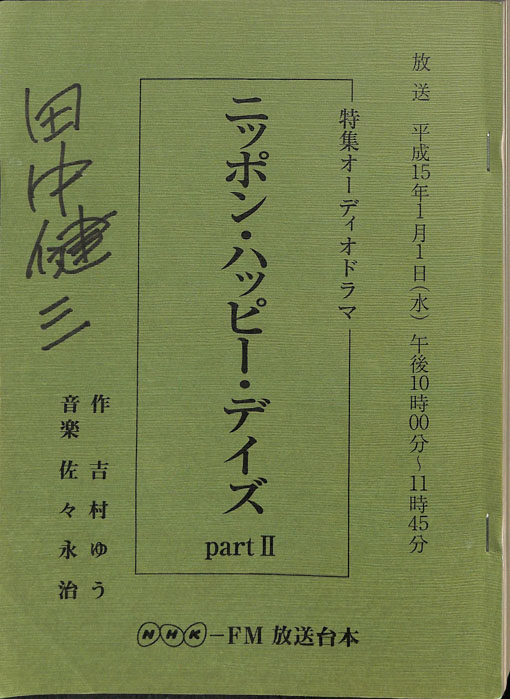 放送 平成15年1月1日(水) 午後10時00分~11時45分
特集オーディオドラマ
ニッポン・ハッピー・デイズ
part II
作 吉村ゆう
音楽 佐々永治
田中健三
NHK-FM 放送台本